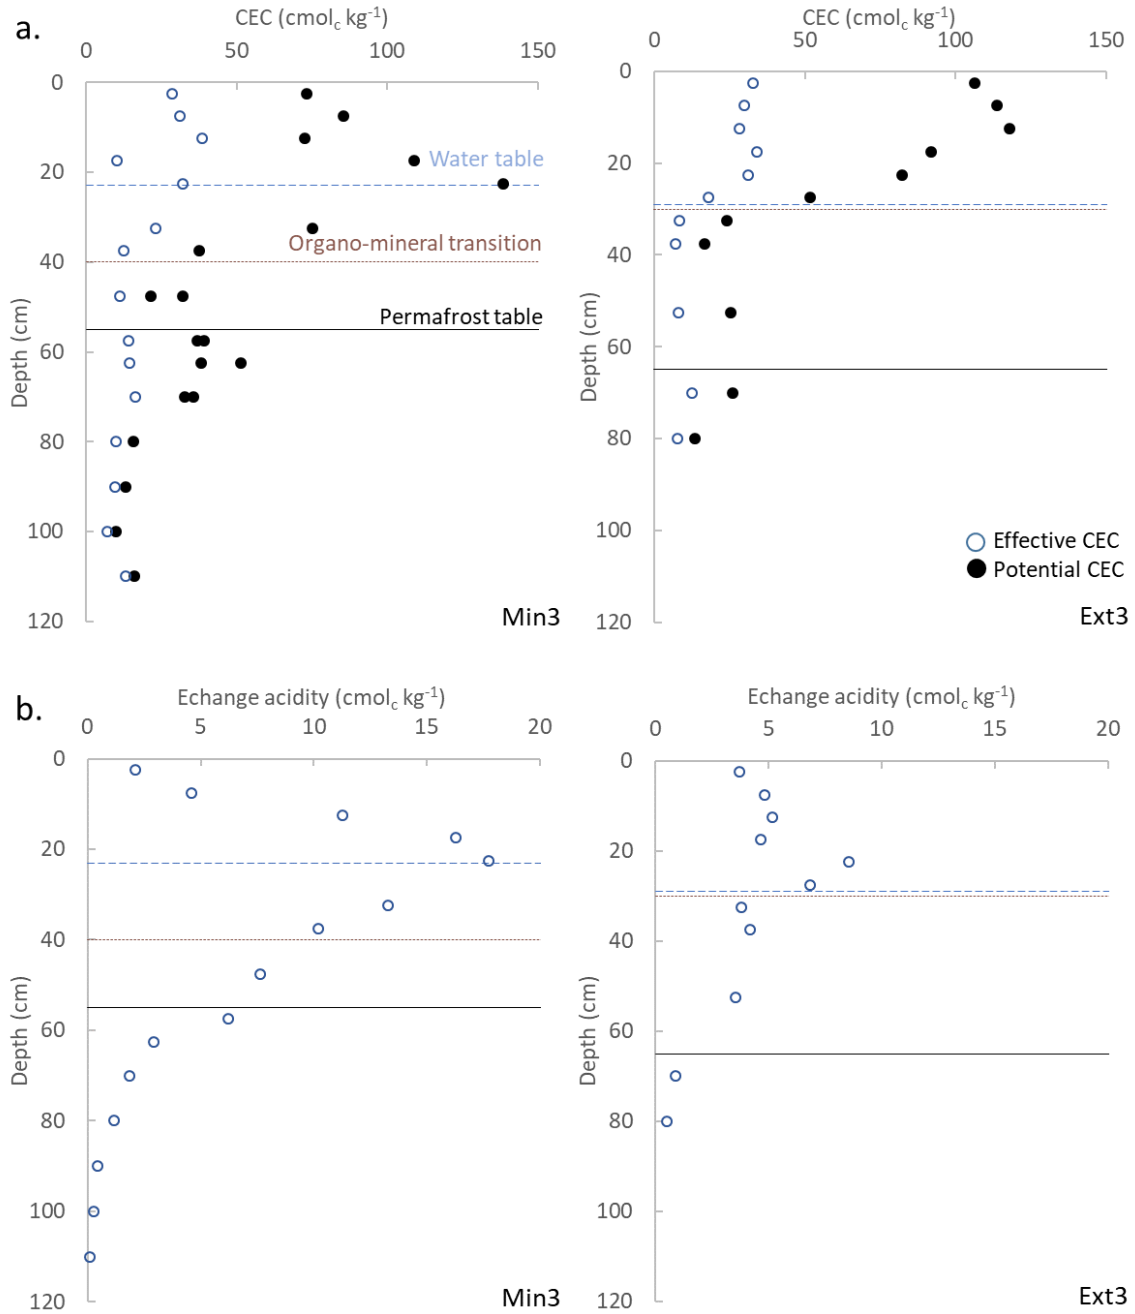 a.
CEC (cmolc kg-1)
0 50 100 150
0
20
40
60
80
100
120
Depth (cm)
Water table
Organo-mineral transition
Permafrost table
Min3
CEC (cmolc kg-1)
0 50 100 150
0
20
40
60
80
100
120
Depth (cm)
Effective CEC
Potential CEC
Ext3
b.
Echange acidity (cmolc kg-1)
0 5 10 15 20
0
20
40
60
80
100
120
Depth (cm)
Min3
Echange acidity (cmolc kg-1)
0 5 10 15 20
0
20
40
60
80
100
120
Depth (cm)
Ext3